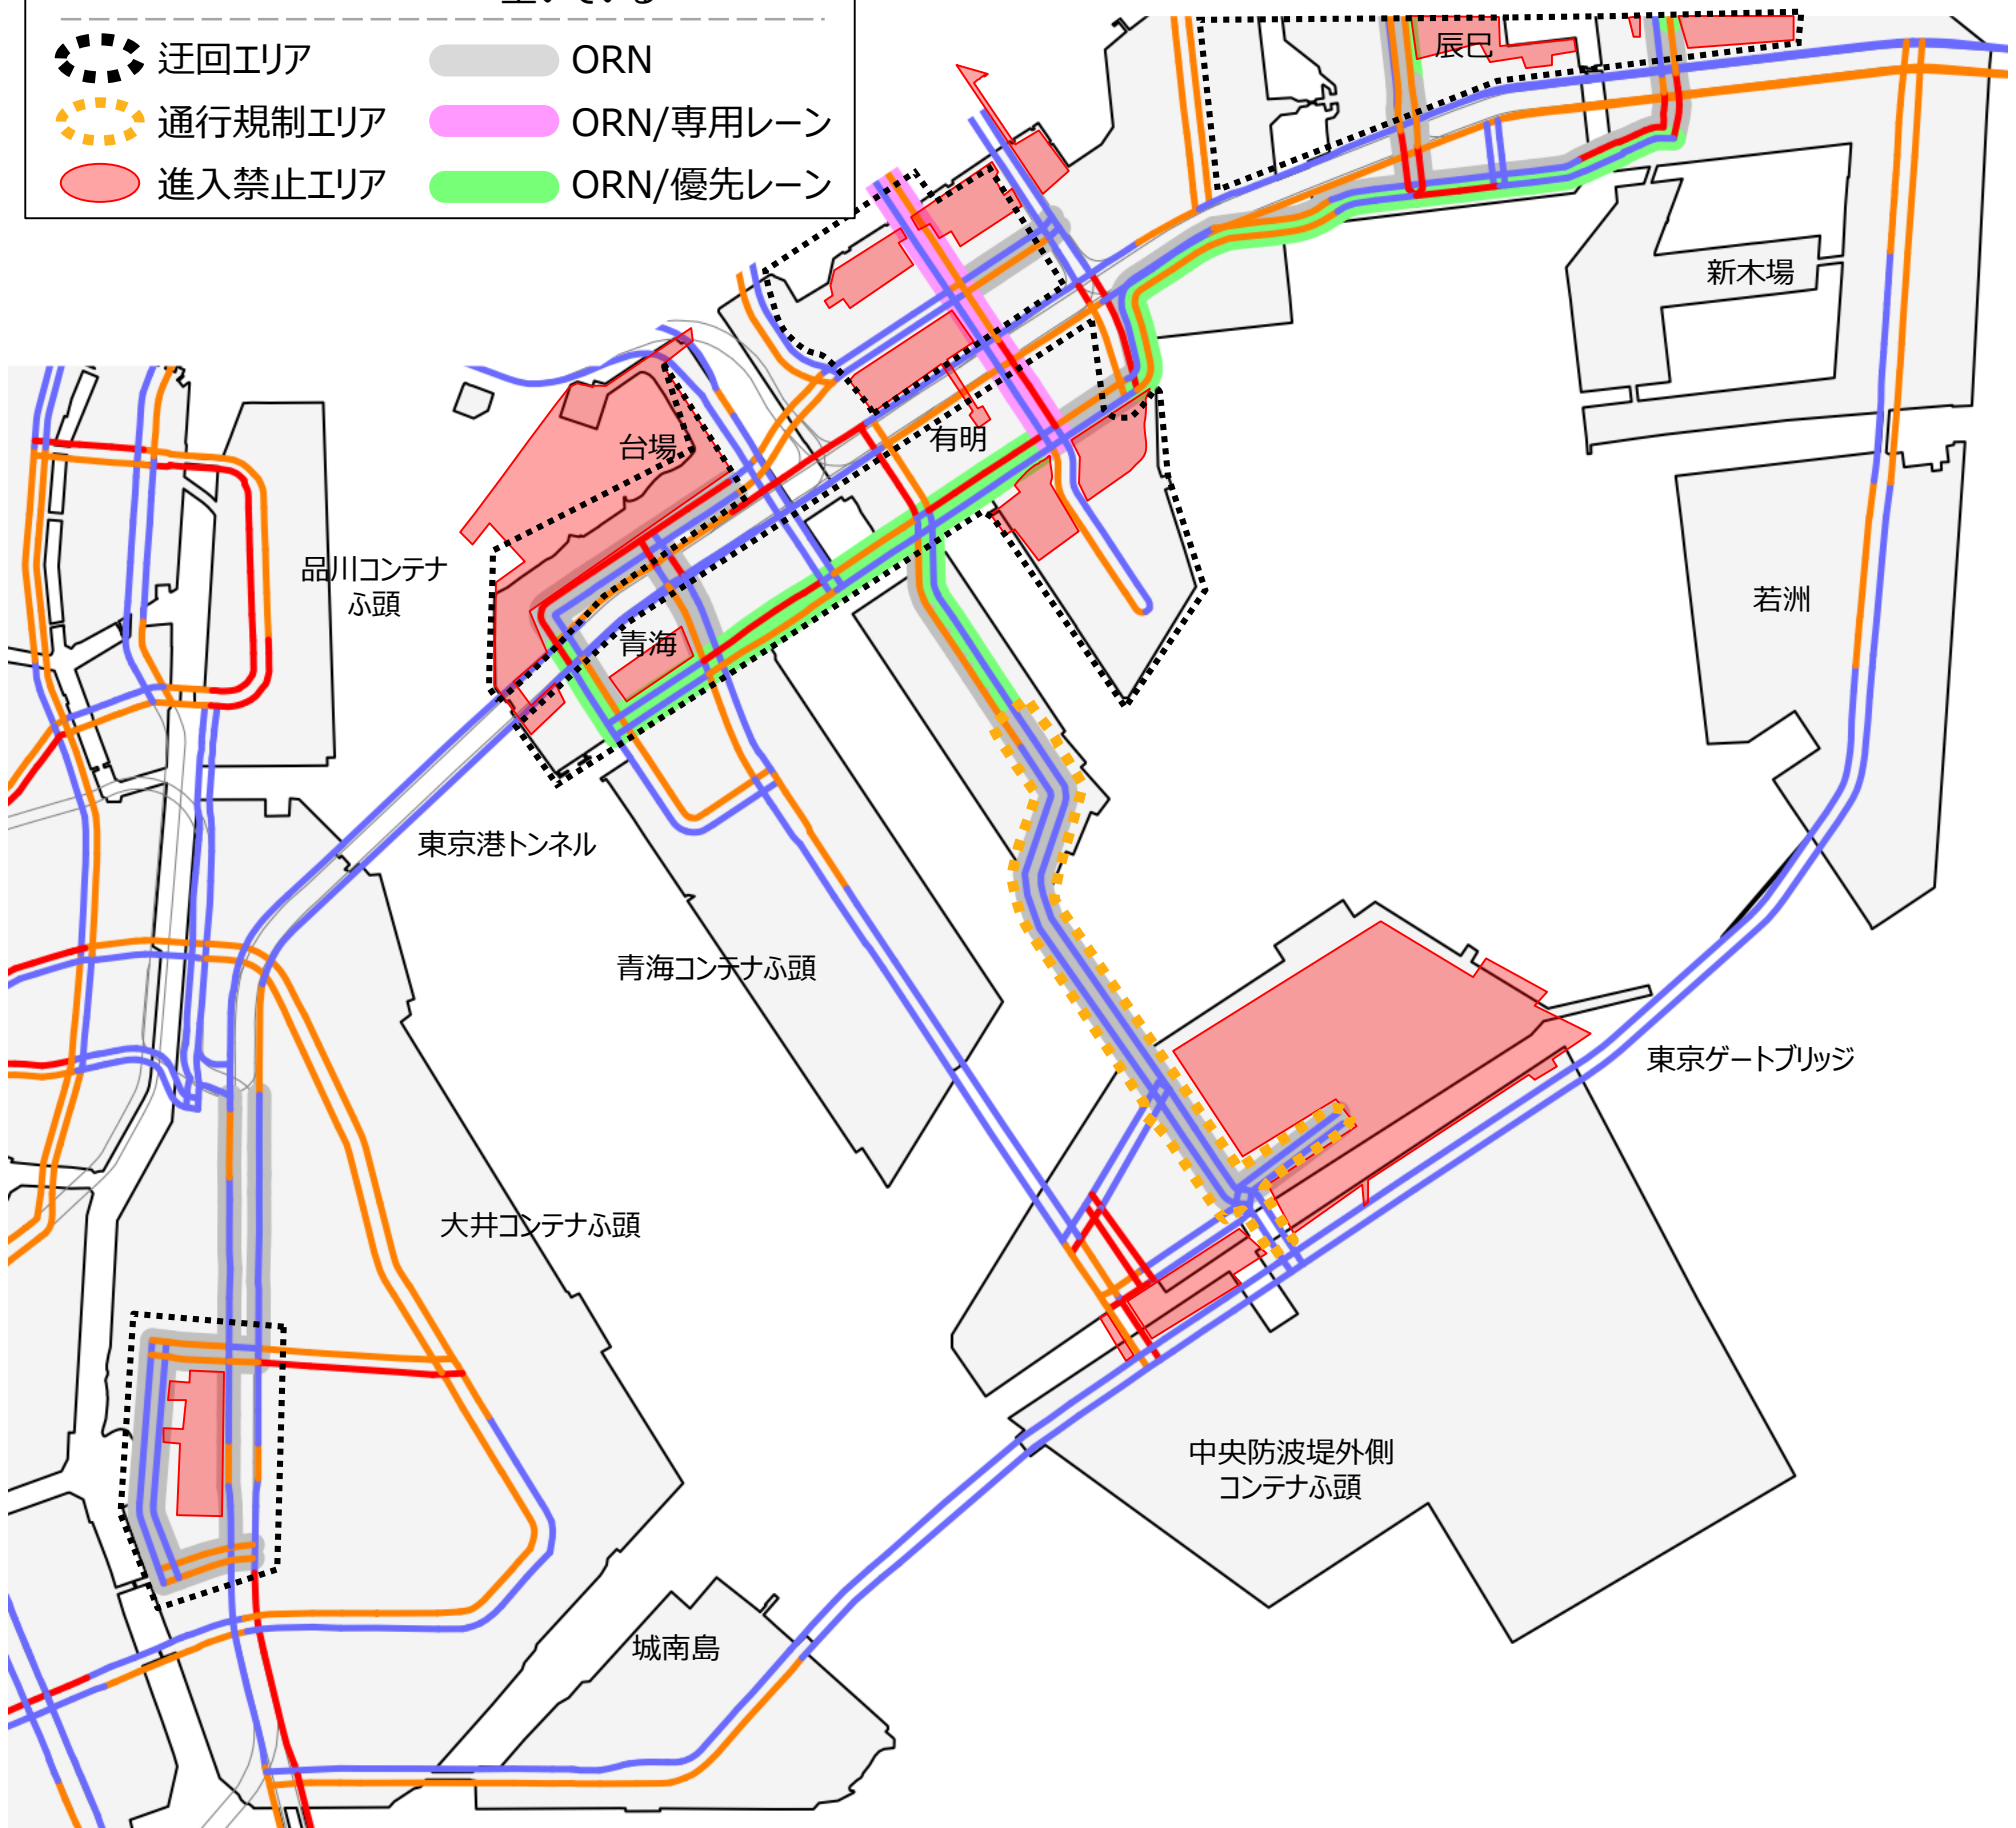 空いている
迂回エリア
ORN
通行規制エリア
ORN/専用レーン
進入禁止エリア
ORN/優先レーン
辰巳
新木場
台場
有明
品川コンテナ
ふ頭
若洲
青海
東京港トンネル
青海コンテナふ頭
東京ゲートブリッジ
大井コンテナふ頭
中央防波堤外側
コンテナふ頭
城南島